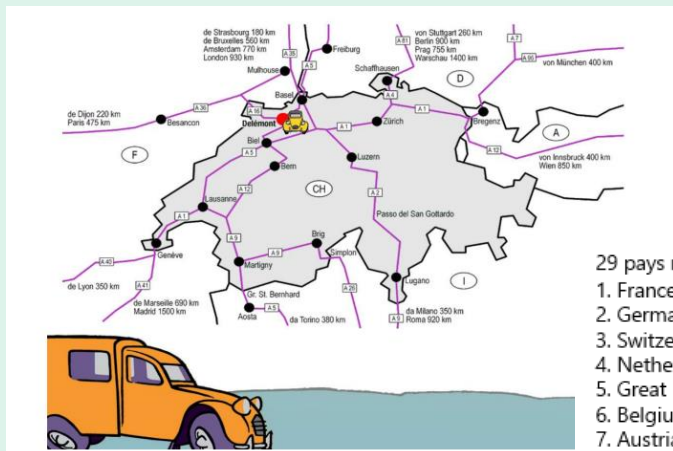 de Strasbourg 180 km
de Bruxelles 560 km
Amsterdam 770 km
London 930 km
A 35
A 5
Freiburg
Mulhouse
von Stuttgart 260 km
Berlin 900 km
Prag 755 km
Warschau 1400 km
A 81
A 7
A 96
von München 400 km
Schaffhausen
D
A 4
Basel
A 36
de Dijon 220 km
Paris 475 km
Besancon
A 16
Delémont
A 1
Zürich
A 1
Bregenz
A
A 12
von Innsbruck 400 km
Wien 850 km
F
Biel
A 5
Bern
Luzern
A 12
CH
A 2
Lausanne
A 1
Passo del San Gottardo
Genéve
A 9
Brig
A 9
Simplon
Martigny
Lugano
I
A 40
de Lyon 350 km
A 41
de Marseille 690 km
Madrid 1500 km
Gr. St. Bernhard
A 5
Aosta
da Torino 380 km
A 26
A 9
da Milano 350 km
Roma 920 km
29 pays
1. France
2. Germa
3. Switze
4. Nethe
5. Great
6. Belgiu
7. Austria